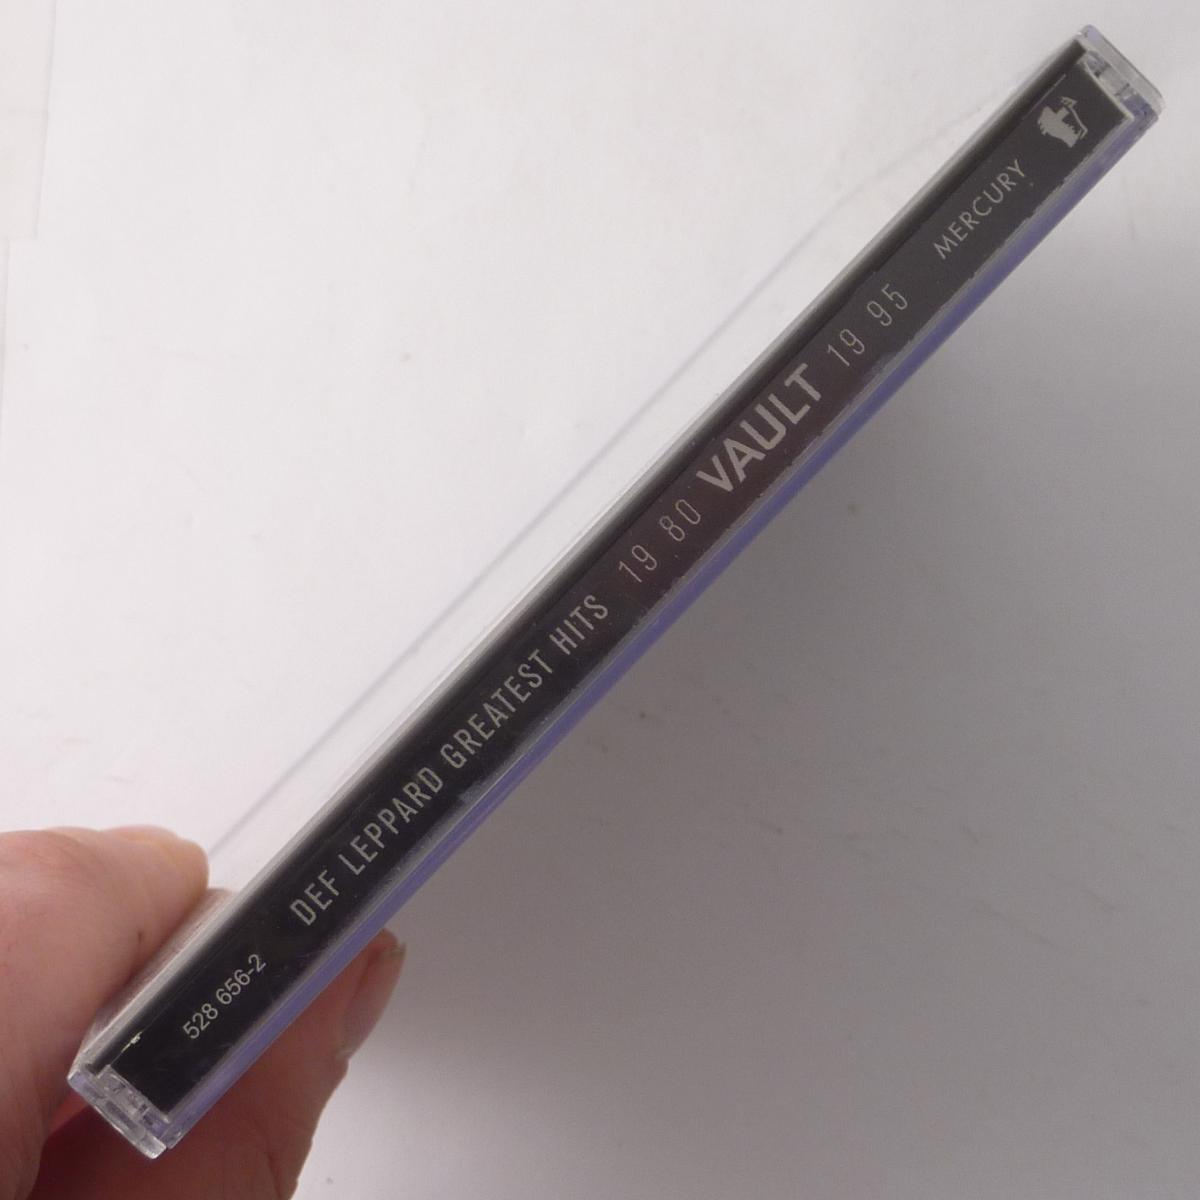 528 656-2 DEF LEPPARD GREATEST HITS 19 80 VAULT 19 95 MERCURY